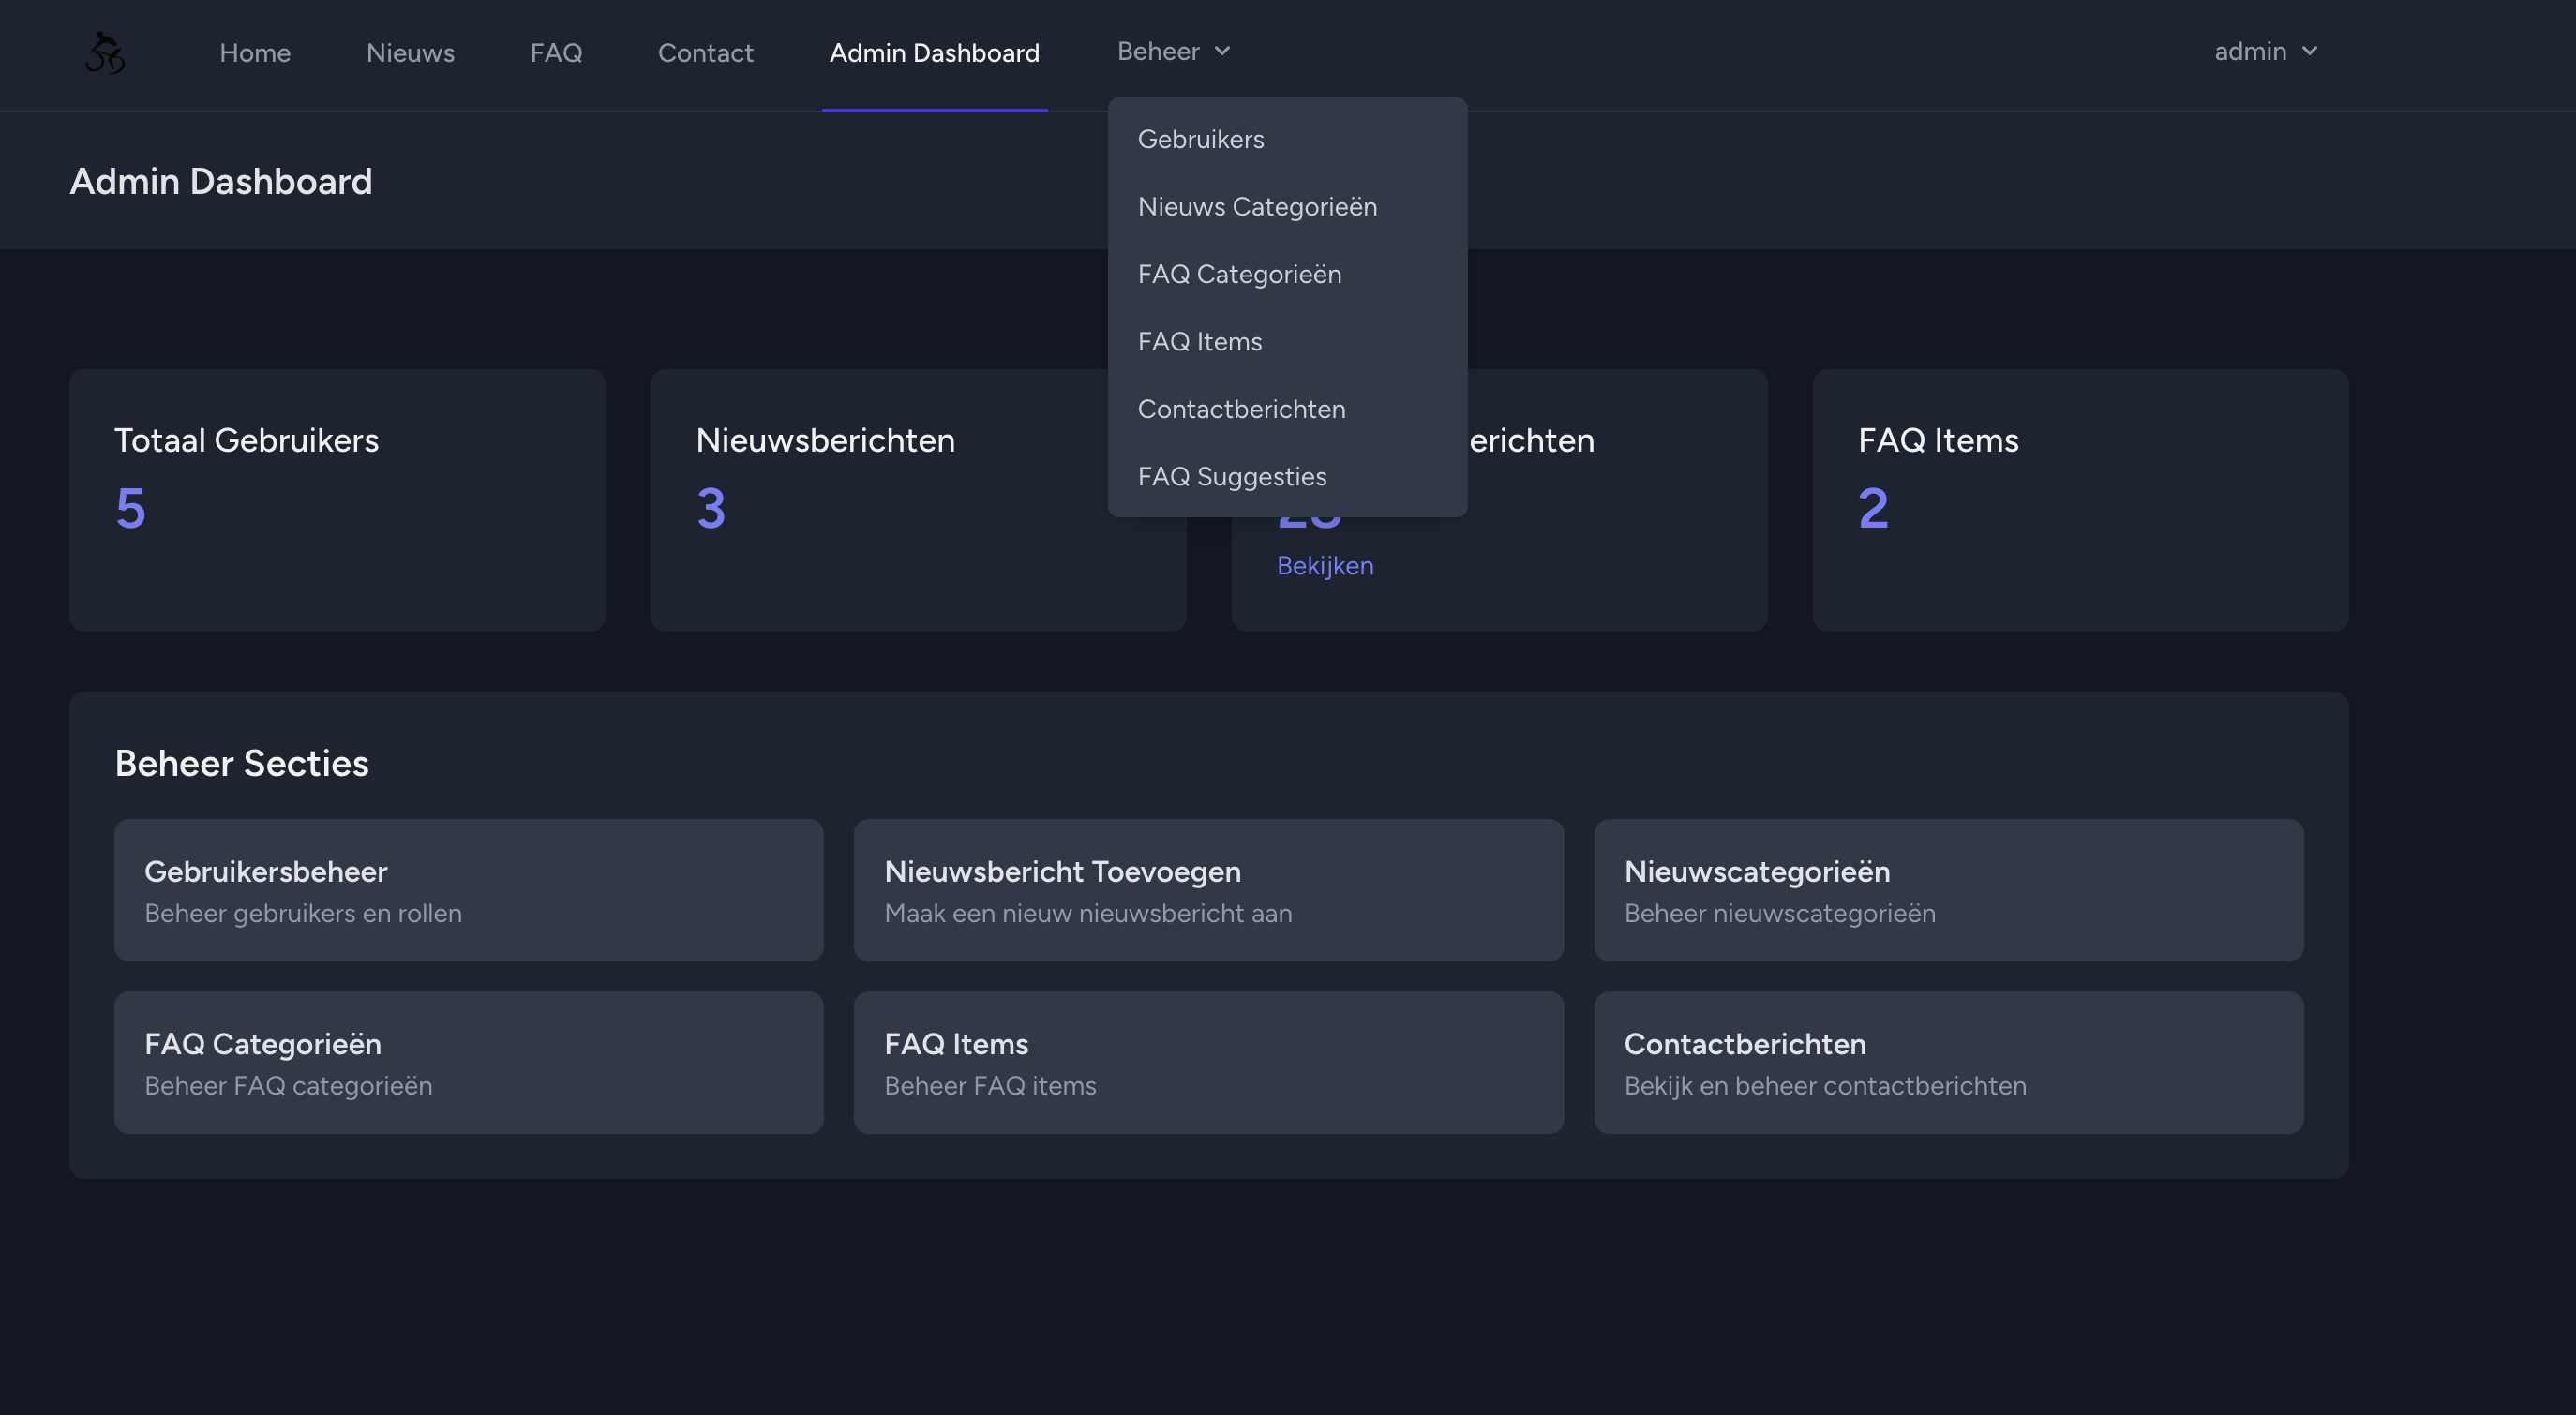 Home Nieuws FAQ Contact Admin Dashboard Beheer admin
Gebruikers
Nieuws Categorieën
FAQ Categorieën
FAQ Items
Contactberichten
FAQ Suggesties
Admin Dashboard
Totaal Gebruikers
5
Nieuwsberichten
3
Bekijken
FAQ Items
2
Beheer Secties
Gebruikersbeheer
Beheer gebruikers en rollen
Nieuwsbericht Toevoegen
Maak een nieuw nieuwsbericht aan
Nieuwscategorieën
Beheer nieuwscategorieën
FAQ Categorieën
Beheer FAQ categorieën
FAQ Items
Beheer FAQ items
Contactberichten
Bekijk en beheer contactberichten